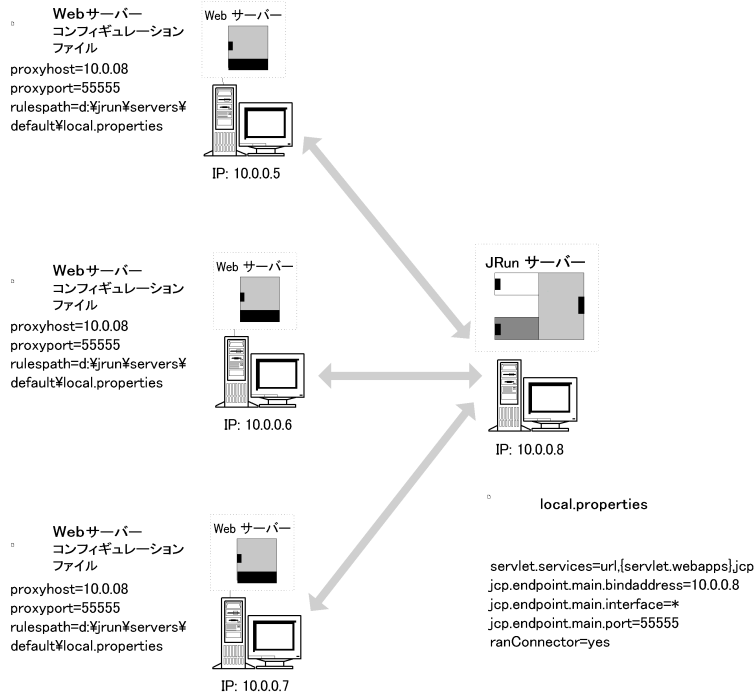 Webサーバー
コンフィギュレーション
ファイル
proxyhost=10.0.08
proxyport=55555
rulespath=d:¥jrun¥servers¥
default¥local.properties
Web サーバー
IP: 10.0.0.5
Webサーバー
コンフィギュレーション
ファイル
proxyhost=10.0.08
proxyport=55555
rulespath=d:¥jrun¥servers¥
default¥local.properties
Web サーバー
IP: 10.0.0.6
JRun サーバー
IP: 10.0.0.8
Webサーバー
コンフィギュレーション
ファイル
proxyhost=10.0.08
proxyport=55555
rulespath=d:¥jrun¥servers¥
default¥local.properties
Web サーバー
IP: 10.0.0.7
local.properties
servlet.services=url,{servlet.webapps},jcp
jcp.endpoint.main.bindaddress=10.0.0.8
jcp.endpoint.main.interface=*
jcp.endpoint.main.port=55555
ranConnector=yes